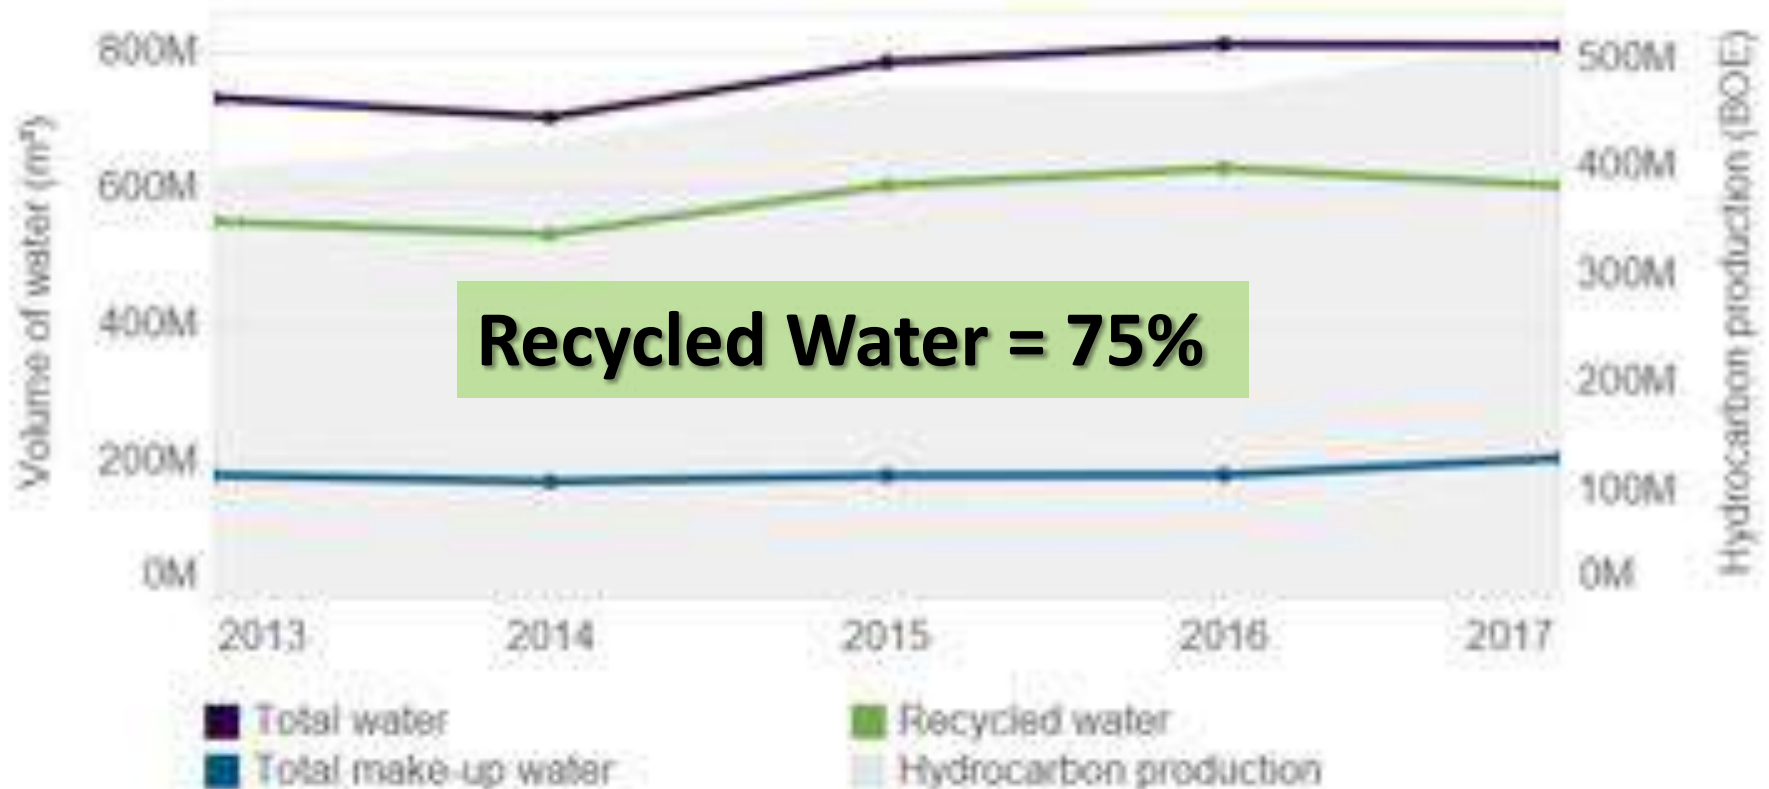 Volume of water (m³)
800M
600M
400M
200M
0M
Recycled Water = 75%
500M
400M
300M
200M
100M
0M
Hydrocarbon production (BOE)
2013 2014 2015 2016 2017
Total water Recycled water
Total make-up water Hydrocarbon production